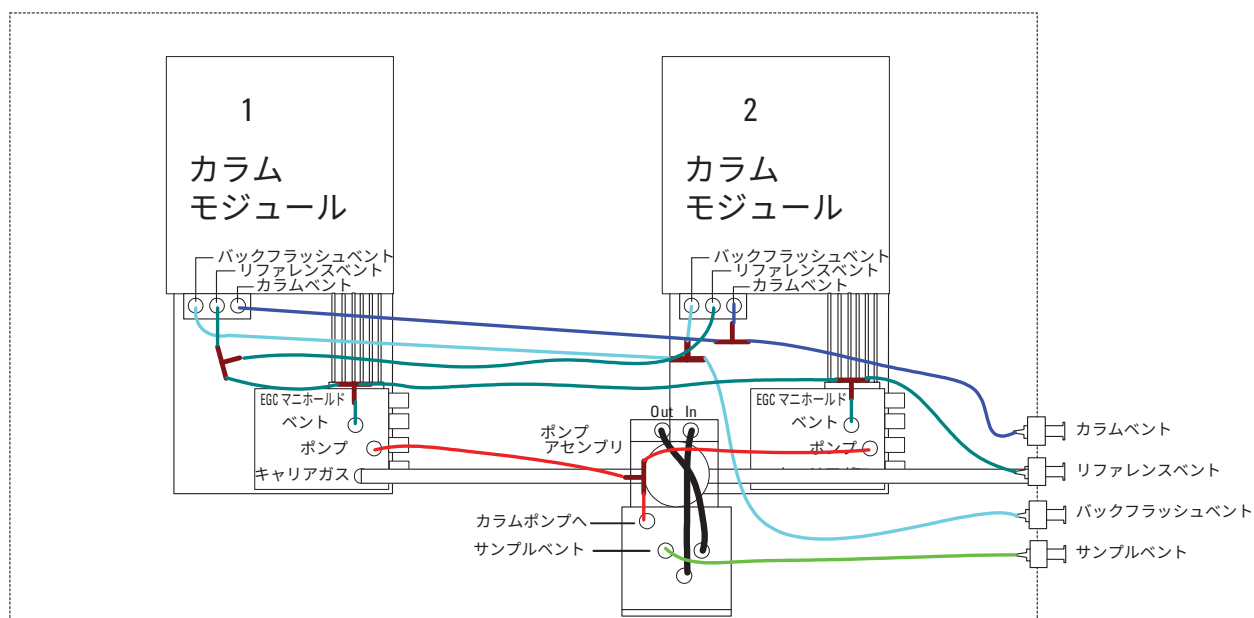 1
カラム
モジュール
バックフラッシュベント
リファレンスベント
カラムベント
2
カラム
モジュール
バックフラッシュベント
リファレンスベント
カラムベント
EGC マニホールド
ベント
ポンプ
キャリアガス
Out In
ポンプ
アセンブリ
EGC マニホールド
ベント
ポンプ
カラムポンプへ
サンプルベント
カラムベント
リファレンスベント
バックフラッシュベント
サンプルベント